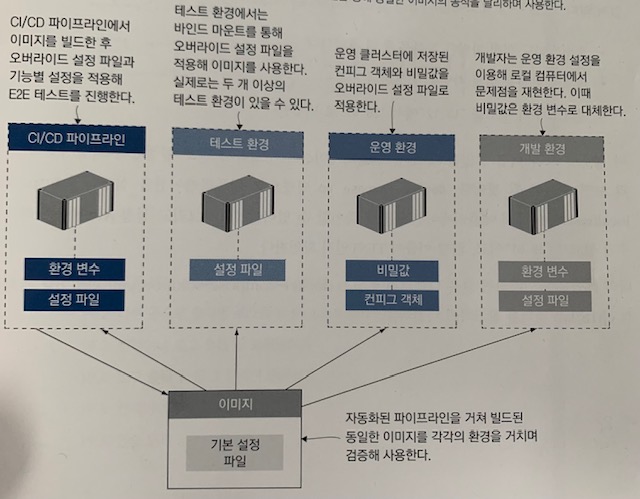 동일한 이미지의 동작을 달리하며 사용한다.
CI/CD 파이프라인에서
이미지를 빌드한 후
오버라이드 설정 파일과
기능별 설정을 적용해
E2E 테스트를 진행한다.
테스트 환경에서는
바인드 마운트를 통해
오버라이드 설정 파일을
적용해 이미지를 사용한다.
실제로는 두 개 이상의
테스트 환경이 있을 수 있다.
운영 클러스터에 저장된
컨피그 객체와 비밀값을
오버라이드 설정 파일로
적용한다.
개발자는 운영 환경 설정을
이용해 로컬 컴퓨터에서
문제점을 재현한다. 이때
비밀값은 환경 변수로 대체한다.
CI/CD 파이프라인
환경 변수
설정 파일
테스트 환경
설정 파일
운영 환경
비밀값
컨피그 객체
개발 환경
환경 변수
설정 파일
이미지
기본 설정
파일
자동화된 파이프라인을 거쳐 빌드된
동일한 이미지를 각각의 환경을 거치며
검증해 사용한다.